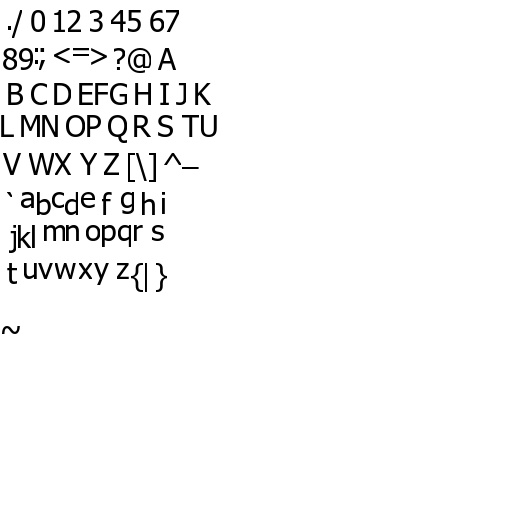 ./ 0 12 3 45 67
89:; <=> ?@ A
B C D EFG H I J K
L MN OP Q R S TU
V WX Y Z [\] ^_
`abcde f g h i
jkl mn opqr s
t uvwxy z{| }
~